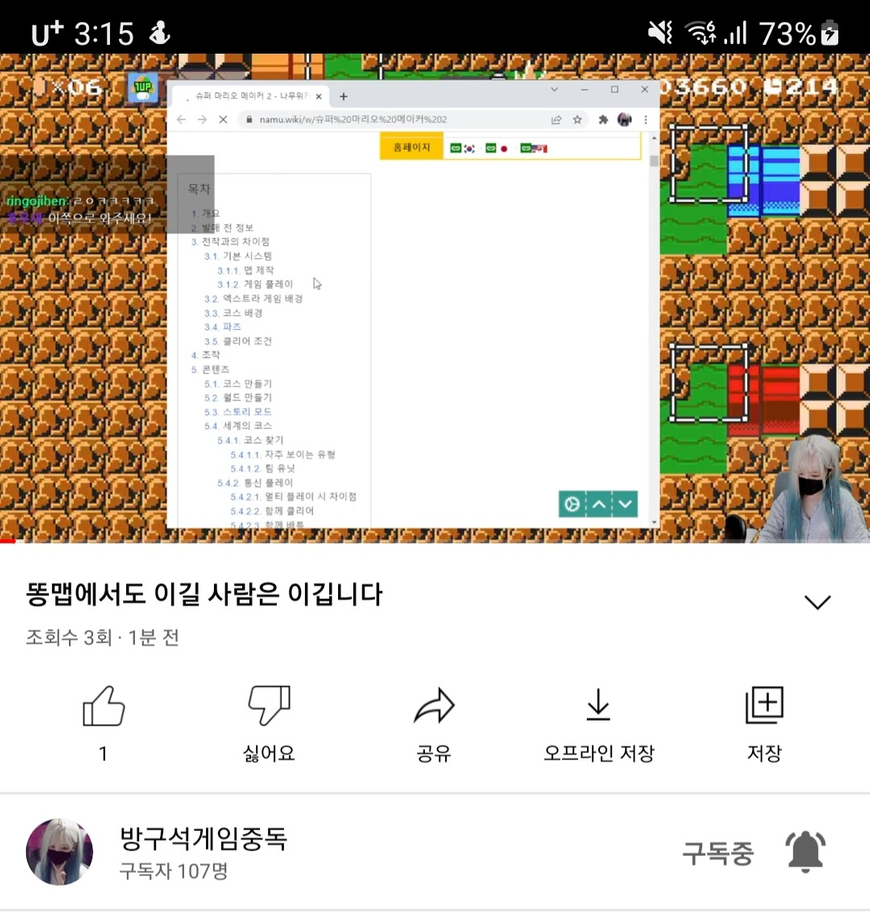 U+ 3:15 73%
×06 1UP 03660 214
슈퍼 마리오 메이커 2 - 나무위키
namu.wiki/w/슈퍼%20마리오%20메이커%202
홈페이지
목차
ringojihen: ㄹㅇㅋㅋㅋㅋㅋ
이쪽으로 와주세요!
1. 개요
2. 발매 전 정보
3. 전작과의 차이점
3.1. 기본 시스템
3.1.1. 맵 제작
3.1.2. 게임 플레이
3.2. 엑스트라 게임 배경
3.3. 코스 배경
3.4. 파츠
3.5. 클리어 조건
4. 조작
5. 콘텐츠
5.1. 코스 만들기
5.2. 월드 만들기
5.3. 스토리 모드
5.4. 세계의 코스
5.4.1. 코스 찾기
5.4.1.1. 자주 보이는 유형
5.4.1.2. 팀 유닛
5.4.2. 통신 플레이
5.4.2.1. 멀티 플레이 시 차이점
5.4.2.2. 함께 클리어
5.4.2.3. 함께 배틀
똥맵에서도 이길 사람은 이깁니다
조회수 3회 · 1분 전
1 싫어요 공유 오프라인 저장 저장
방구석게임중독
구독자 107명
구독중